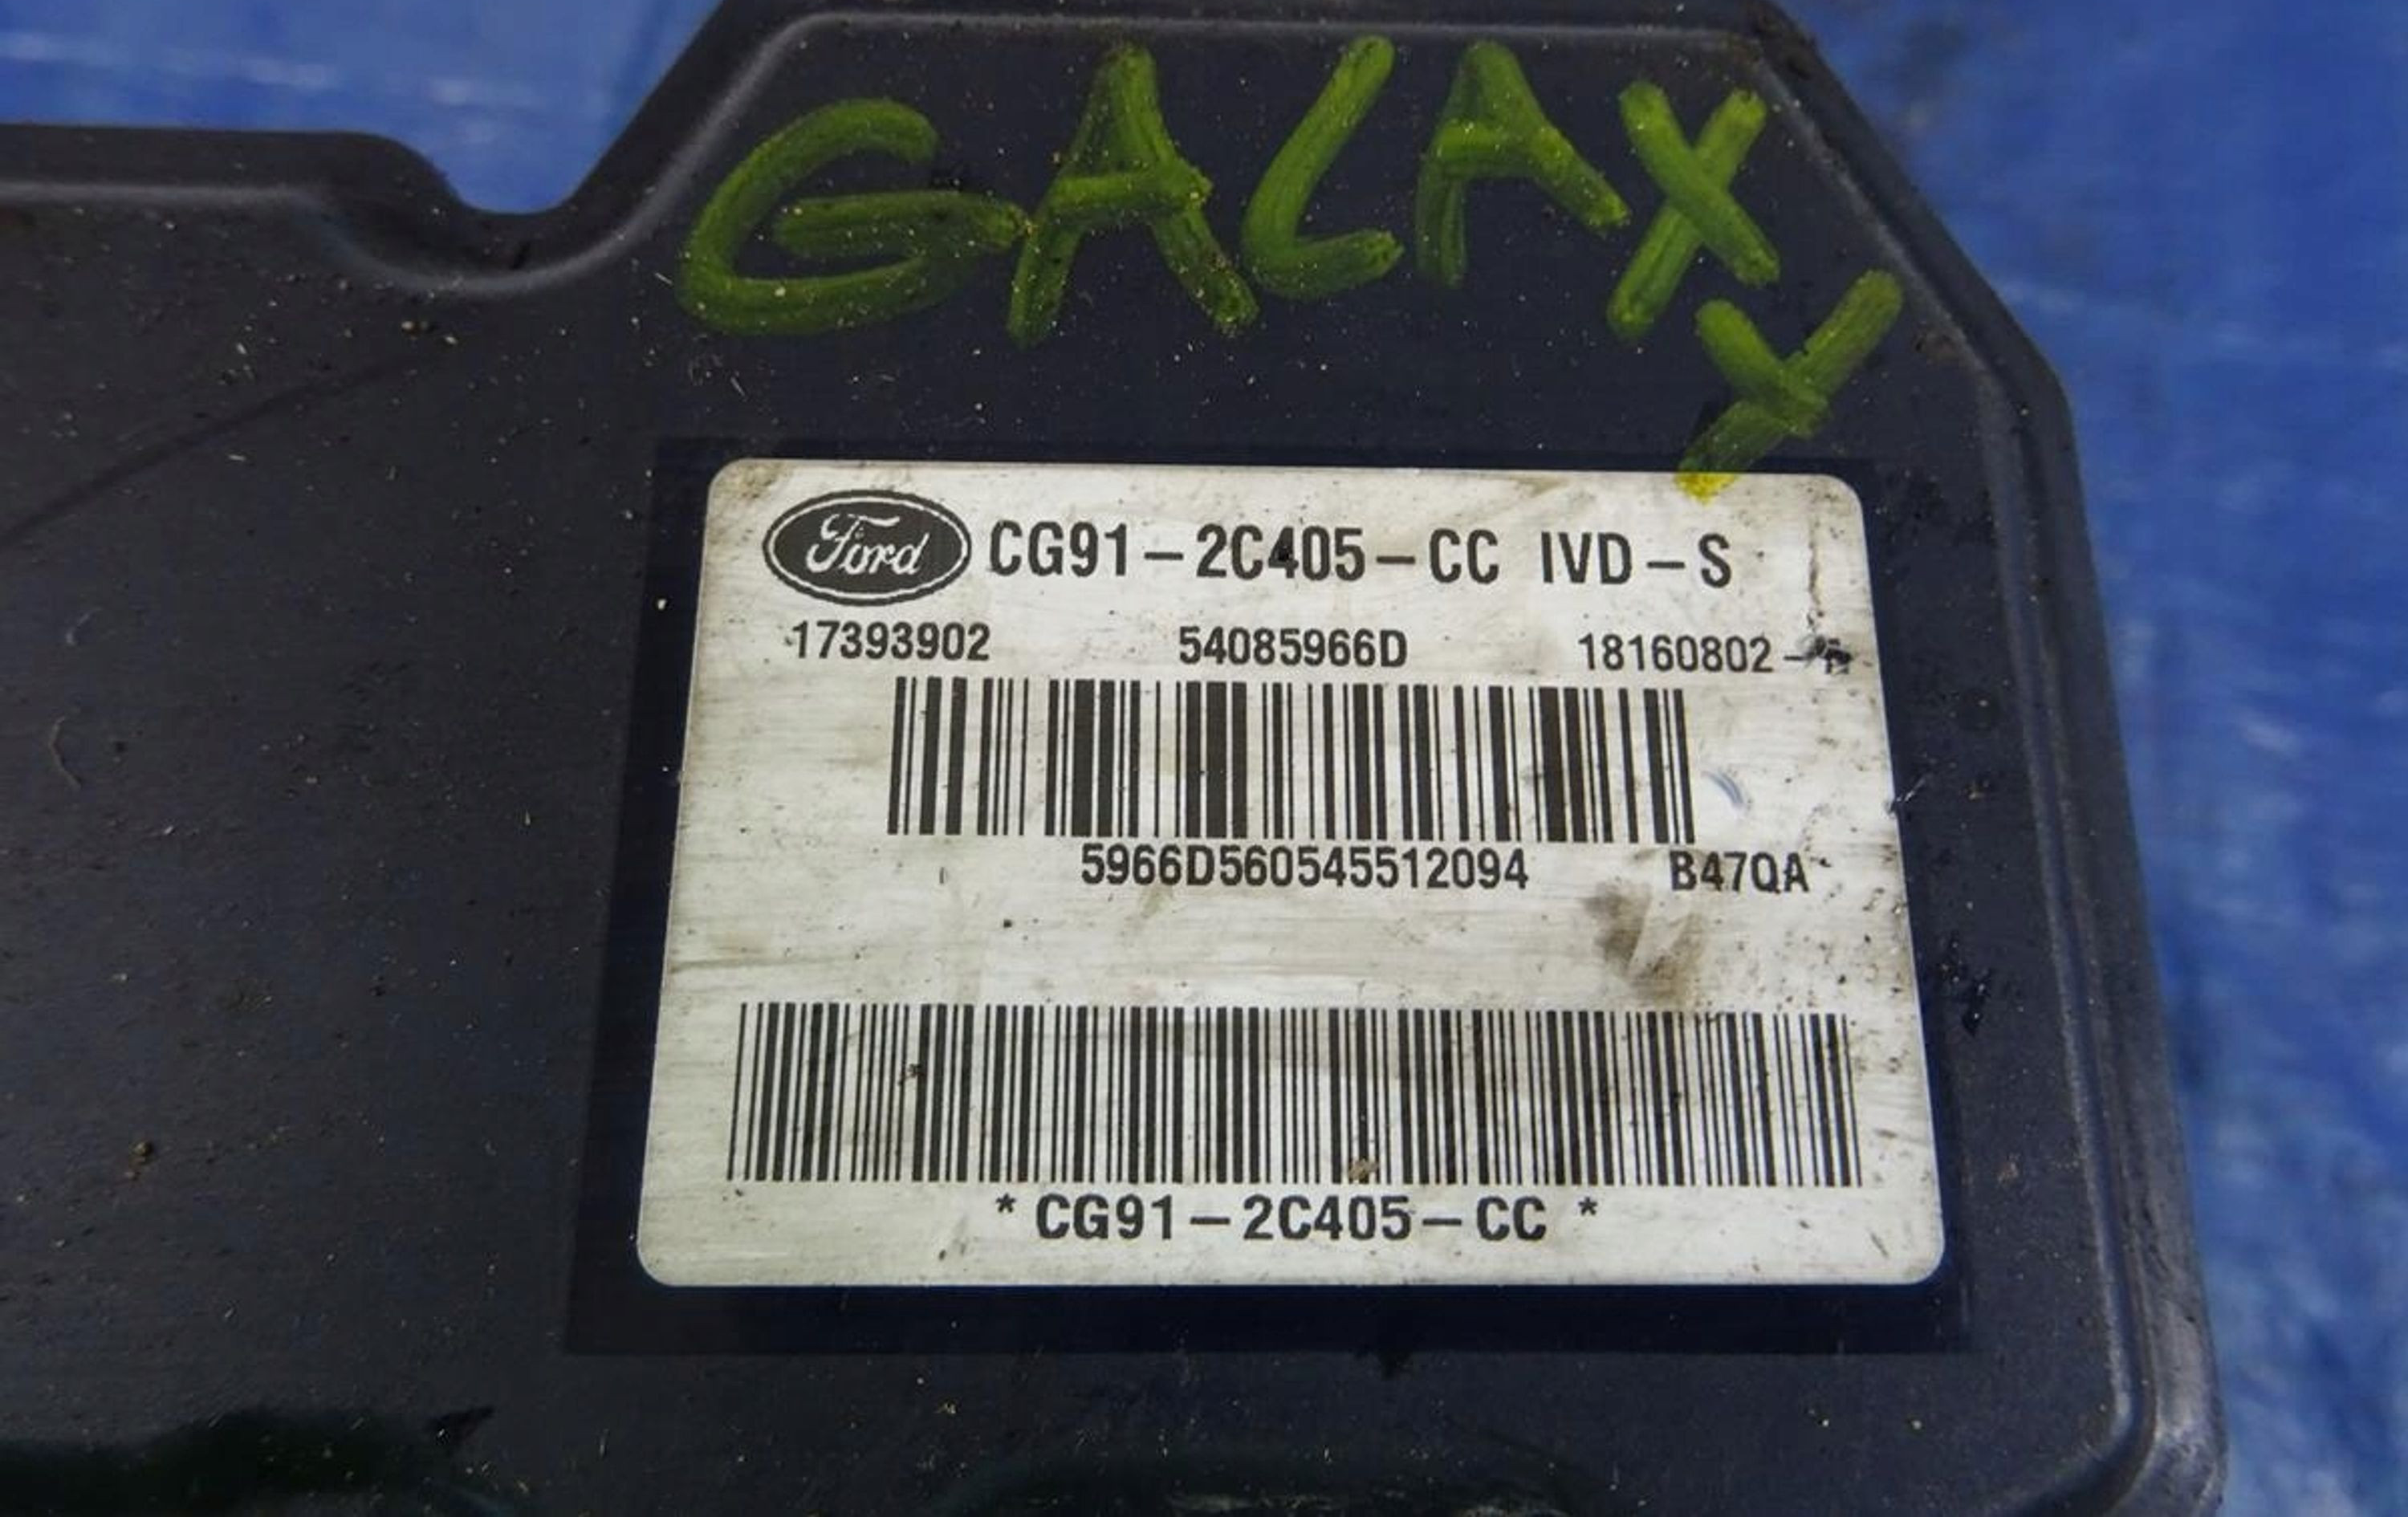 GALAXY
Ford CG91-2C405-CC IVD-S
17393902 54085966D 18160802-
5966D560545512094 B47QA
*CG91-2C405-CC*